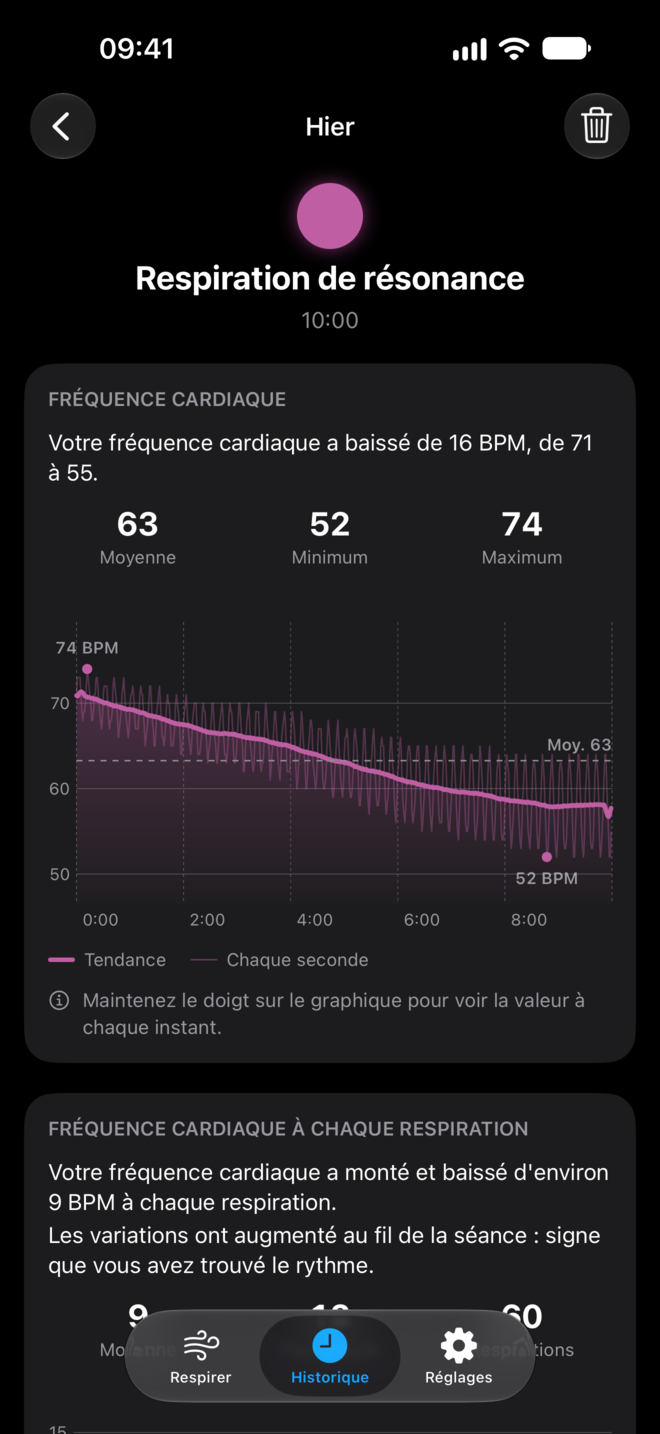 09:41
Hier
Respiration de résonance
10:00
FRÉQUENCE CARDIAQUE
Votre fréquence cardiaque a baissé de 16 BPM, de 71
à 55.
63 52 74
Moyenne Minimum Maximum
74 BPM
70
Moy. 63
60
50
52 BPM
0:00 2:00 4:00 6:00 8:00
Tendance Chaque seconde
Maintenez le doigt sur le graphique pour voir la valeur à
chaque instant.
FRÉQUENCE CARDIAQUE À CHAQUE RESPIRATION
Votre fréquence cardiaque a monté et baissé d'environ
9 BPM à chaque respiration.
Les variations ont augmenté au fil de la séance : signe
que vous avez trouvé le rythme.
9 60
Respirer Historique Réglages
15